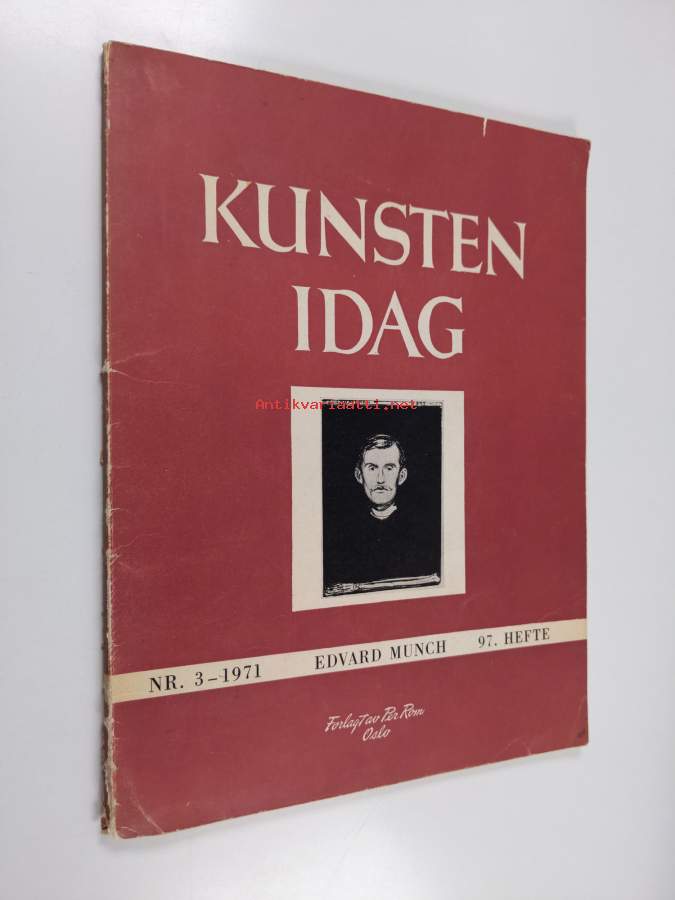 KUNSTEN
IDAG
Antikvariaatti.net
NR. 3-1971 EDVARD MUNCH 97. HEFTE
Forlagt av Per Rom
Oslo